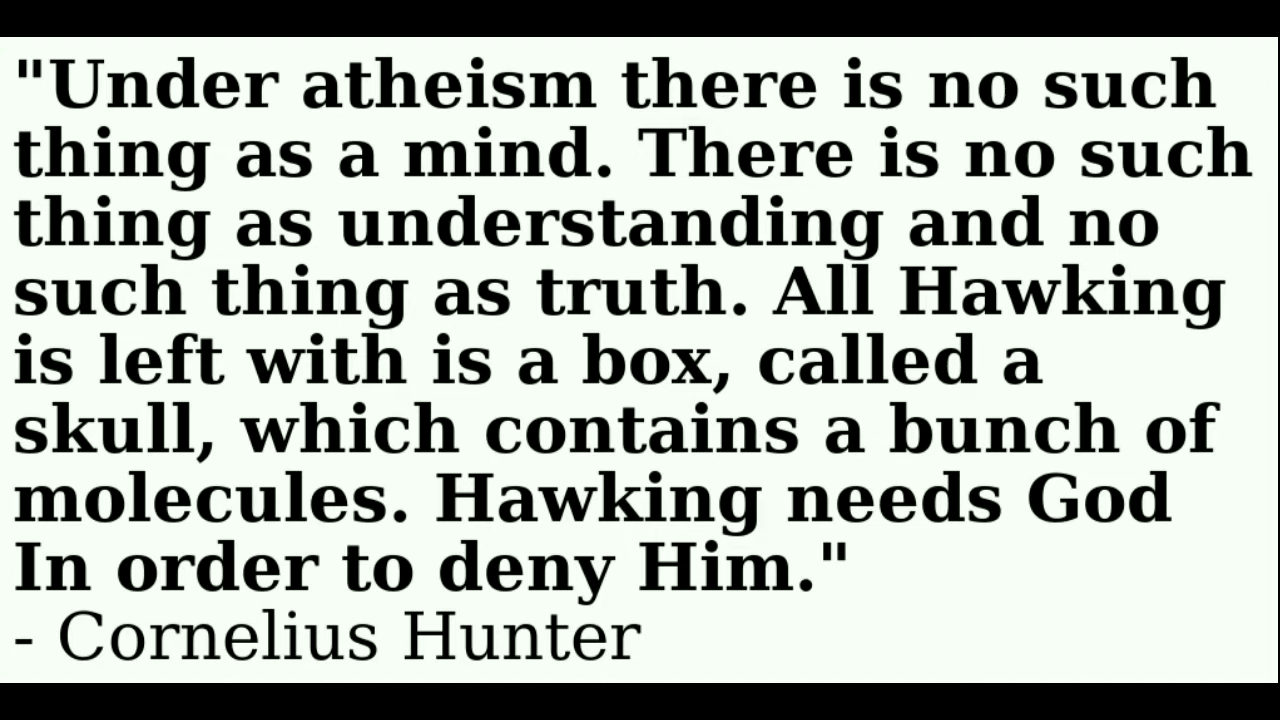 "Under atheism there is no such
thing as a mind. There is no such
thing as understanding and no
such thing as truth. All Hawking
is left with is a box, called a
skull, which contains a bunch of
molecules. Hawking needs God
In order to deny Him."
- Cornelius Hunter